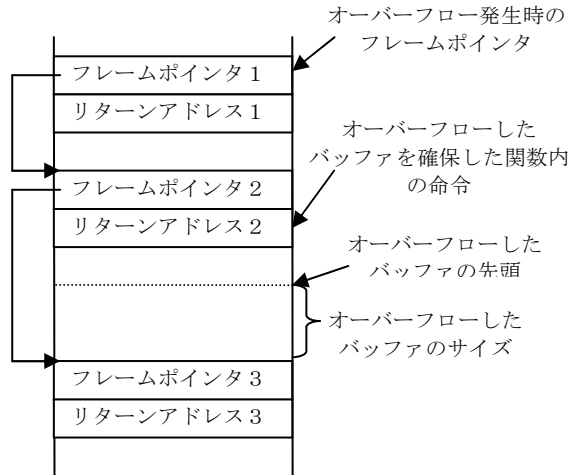 オーバーフロー発生時の
フレームポインタ
フレームポインタ１
リターンアドレス１
オーバーフローした
バッファを確保した関数内
の命令
フレームポインタ２
リターンアドレス２
オーバーフローした
バッファの先頭
オーバーフローした
バッファのサイズ
フレームポインタ３
リターンアドレス３